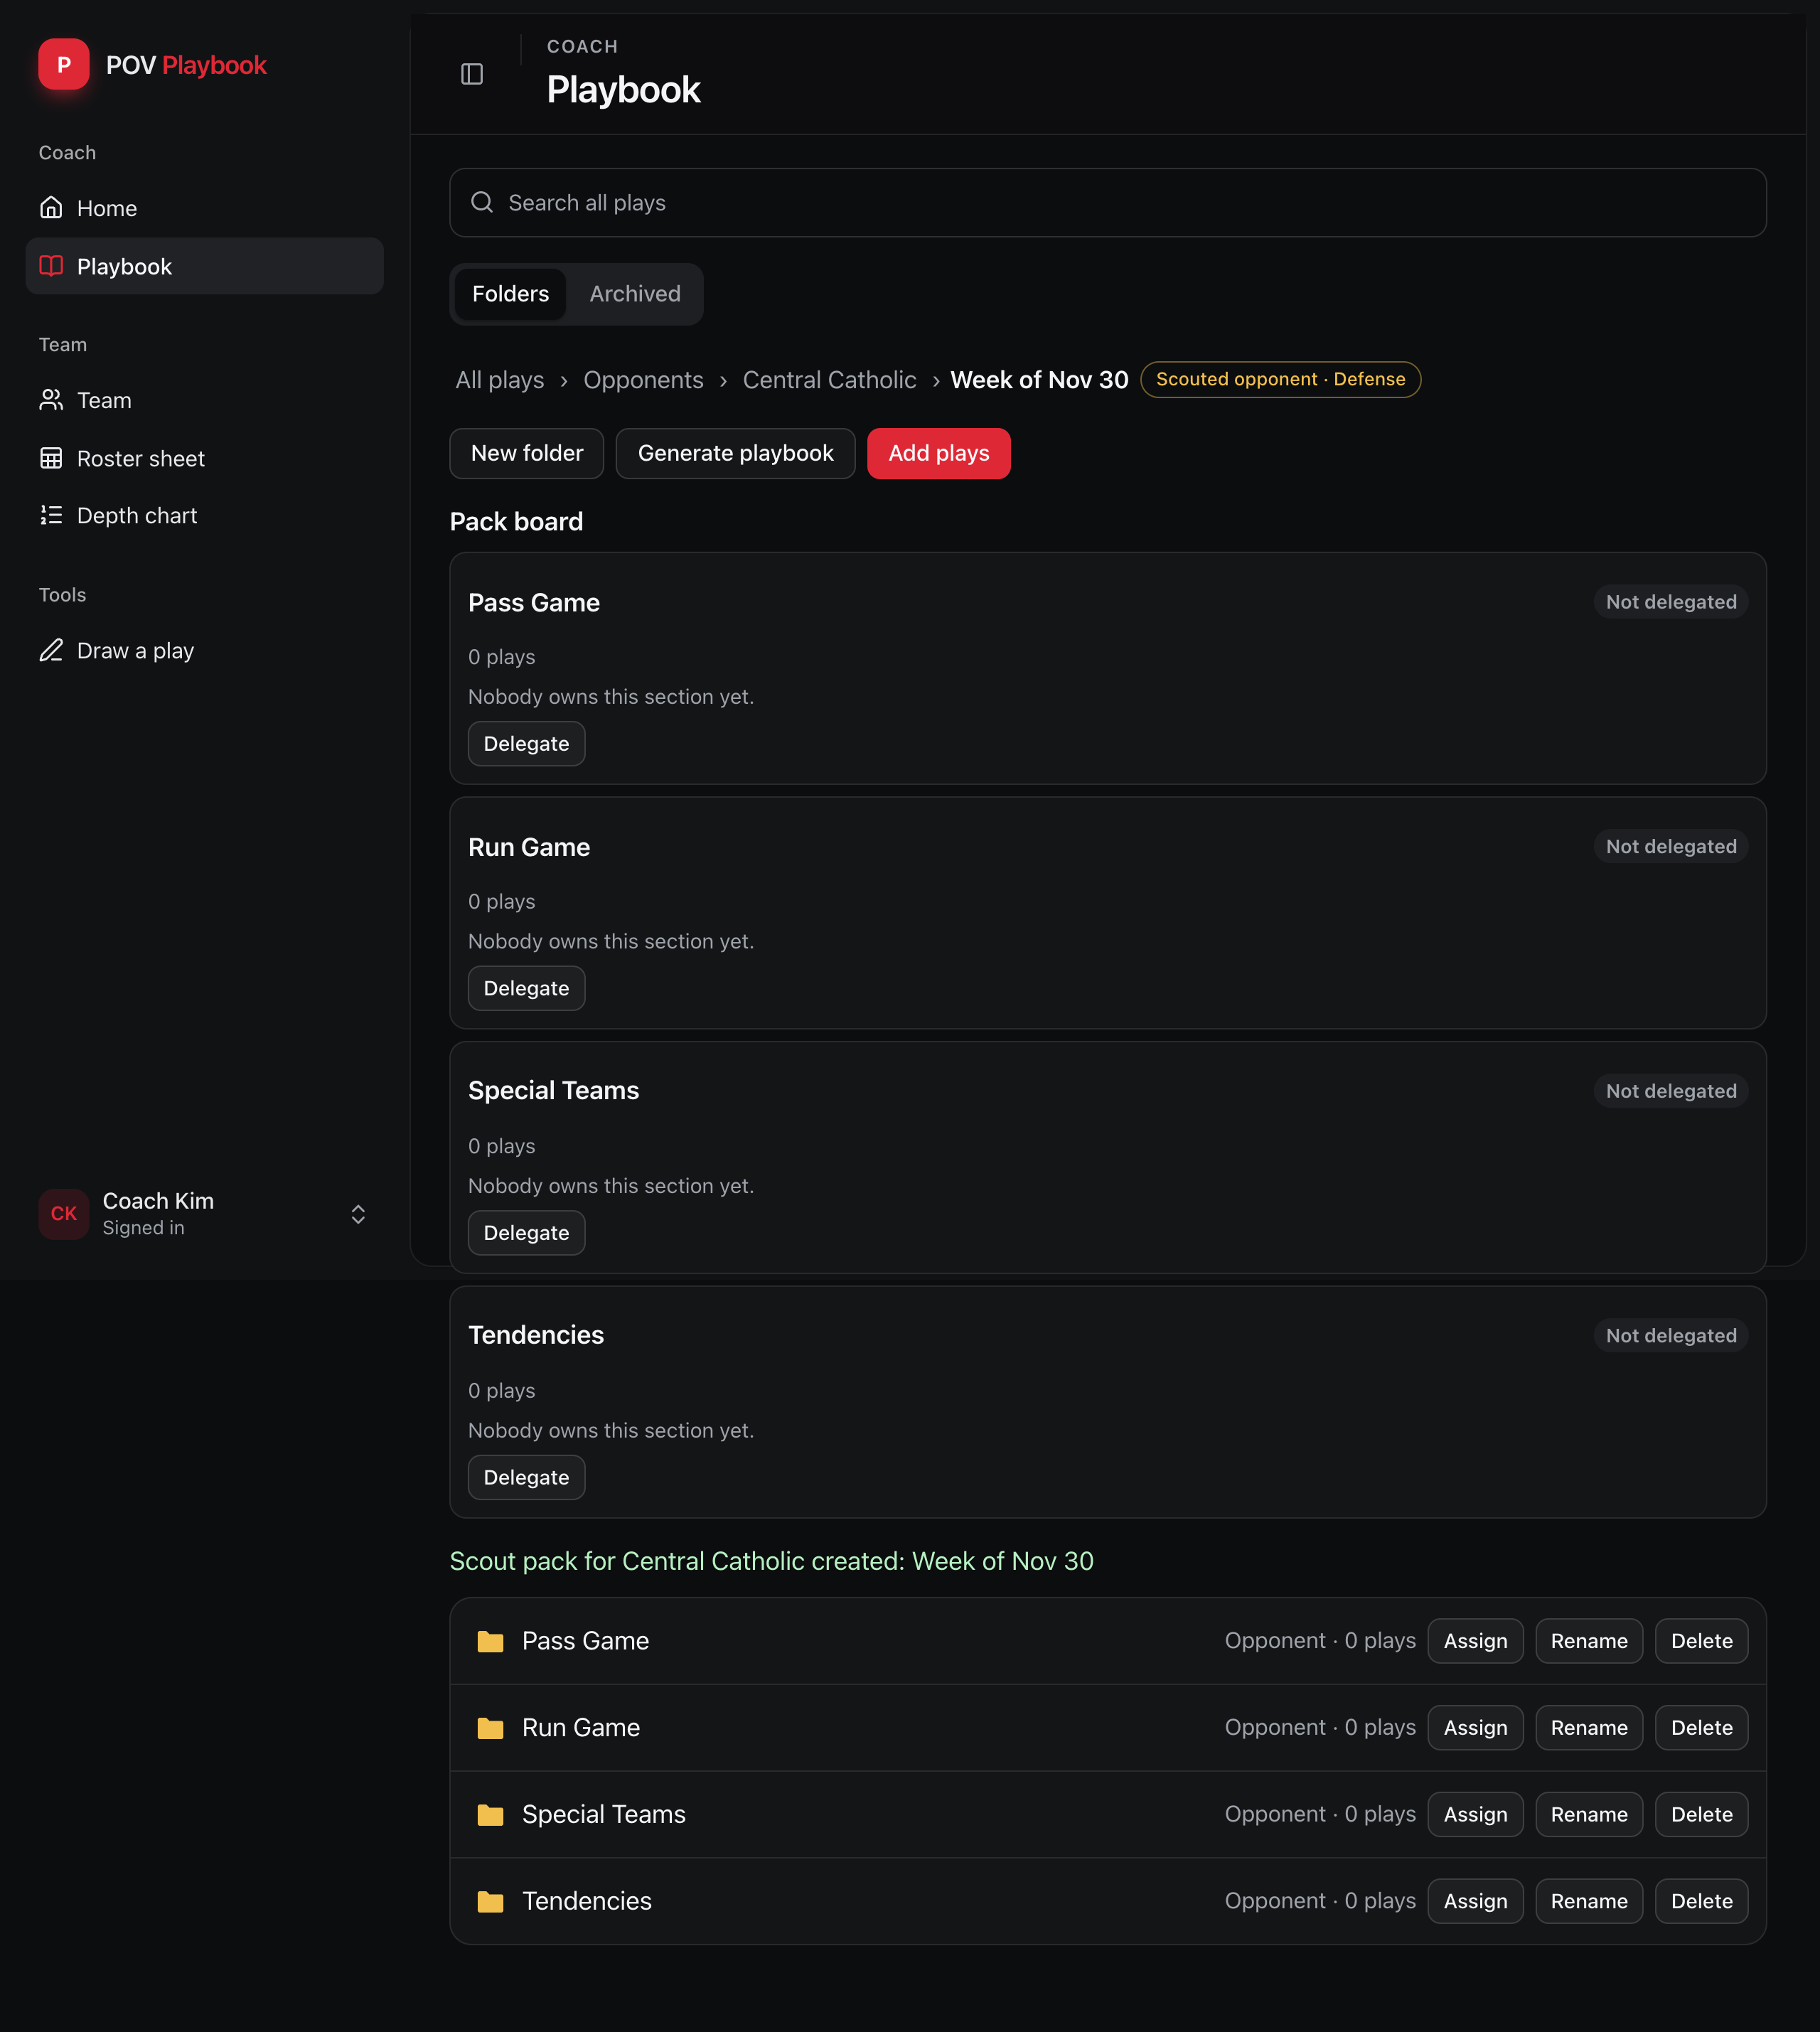 P
POV Playbook
Coach
Home
Playbook
Team
Team
Roster sheet
Depth chart
Tools
Draw a play
CK
Coach Kim
Signed in
COACH
Playbook
Search all plays
Folders
Archived
All plays › Opponents › Central Catholic › Week of Nov 30 Scouted opponent · Defense
New folder Generate playbook Add plays
Pack board
Pass Game Not delegated
0 plays
Nobody owns this section yet.
Delegate
Run Game Not delegated
0 plays
Nobody owns this section yet.
Delegate
Special Teams Not delegated
0 plays
Nobody owns this section yet.
Delegate
Tendencies Not delegated
0 plays
Nobody owns this section yet.
Delegate
Scout pack for Central Catholic created: Week of Nov 30
Pass Game Opponent · 0 plays Assign Rename Delete
Run Game Opponent · 0 plays Assign Rename Delete
Special Teams Opponent · 0 plays Assign Rename Delete
Tendencies Opponent · 0 plays Assign Rename Delete